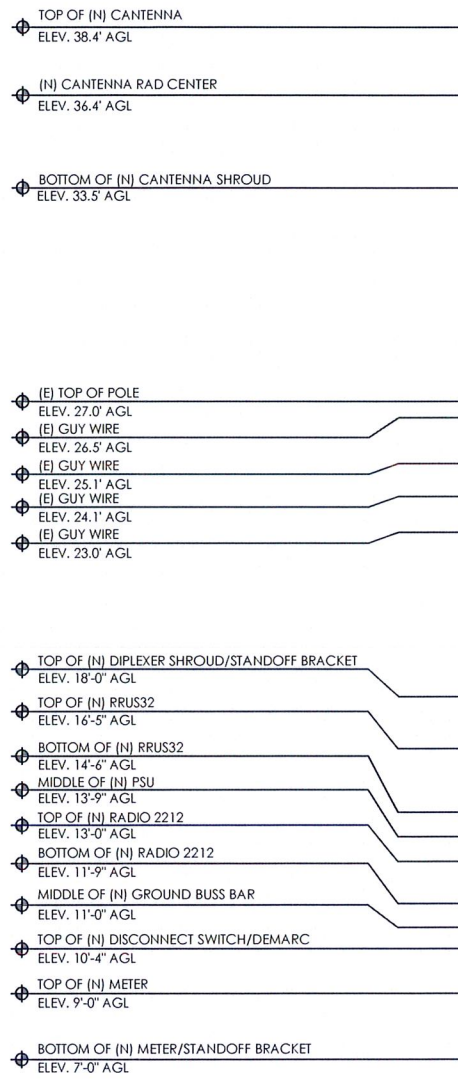 TOP OF (N) CANTENNA
ELEV. 38.4' AGL
(N) CANTENNA RAD CENTER
ELEV. 36.4' AGL
BOTTOM OF (N) CANTENNA SHROUD
ELEV. 33.5' AGL
(E) TOP OF POLE
ELEV. 27.0' AGL
(E) GUY WIRE
ELEV. 26.5' AGL
(E) GUY WIRE
ELEV. 25.1' AGL
(E) GUY WIRE
ELEV. 24.1' AGL
(E) GUY WIRE
ELEV. 23.0' AGL
TOP OF (N) DIPLEXER SHROUD/STANDOFF BRACKET
ELEV. 18'-0" AGL
TOP OF (N) RRUS32
ELEV. 16'-5" AGL
BOTTOM OF (N) RRUS32
ELEV. 14'-6" AGL
MIDDLE OF (N) PSU
ELEV. 13'-9" AGL
TOP OF (N) RADIO 2212
ELEV. 13'-0" AGL
BOTTOM OF (N) RADIO 2212
ELEV. 11'-9" AGL
MIDDLE OF (N) GROUND BUSS BAR
ELEV. 11'-0" AGL
TOP OF (N) DISCONNECT SWITCH/DEMARC
ELEV. 10'-4" AGL
TOP OF (N) METER
ELEV. 9'-0" AGL
BOTTOM OF (N) METER/STANDOFF BRACKET
ELEV. 7'-0" AGL